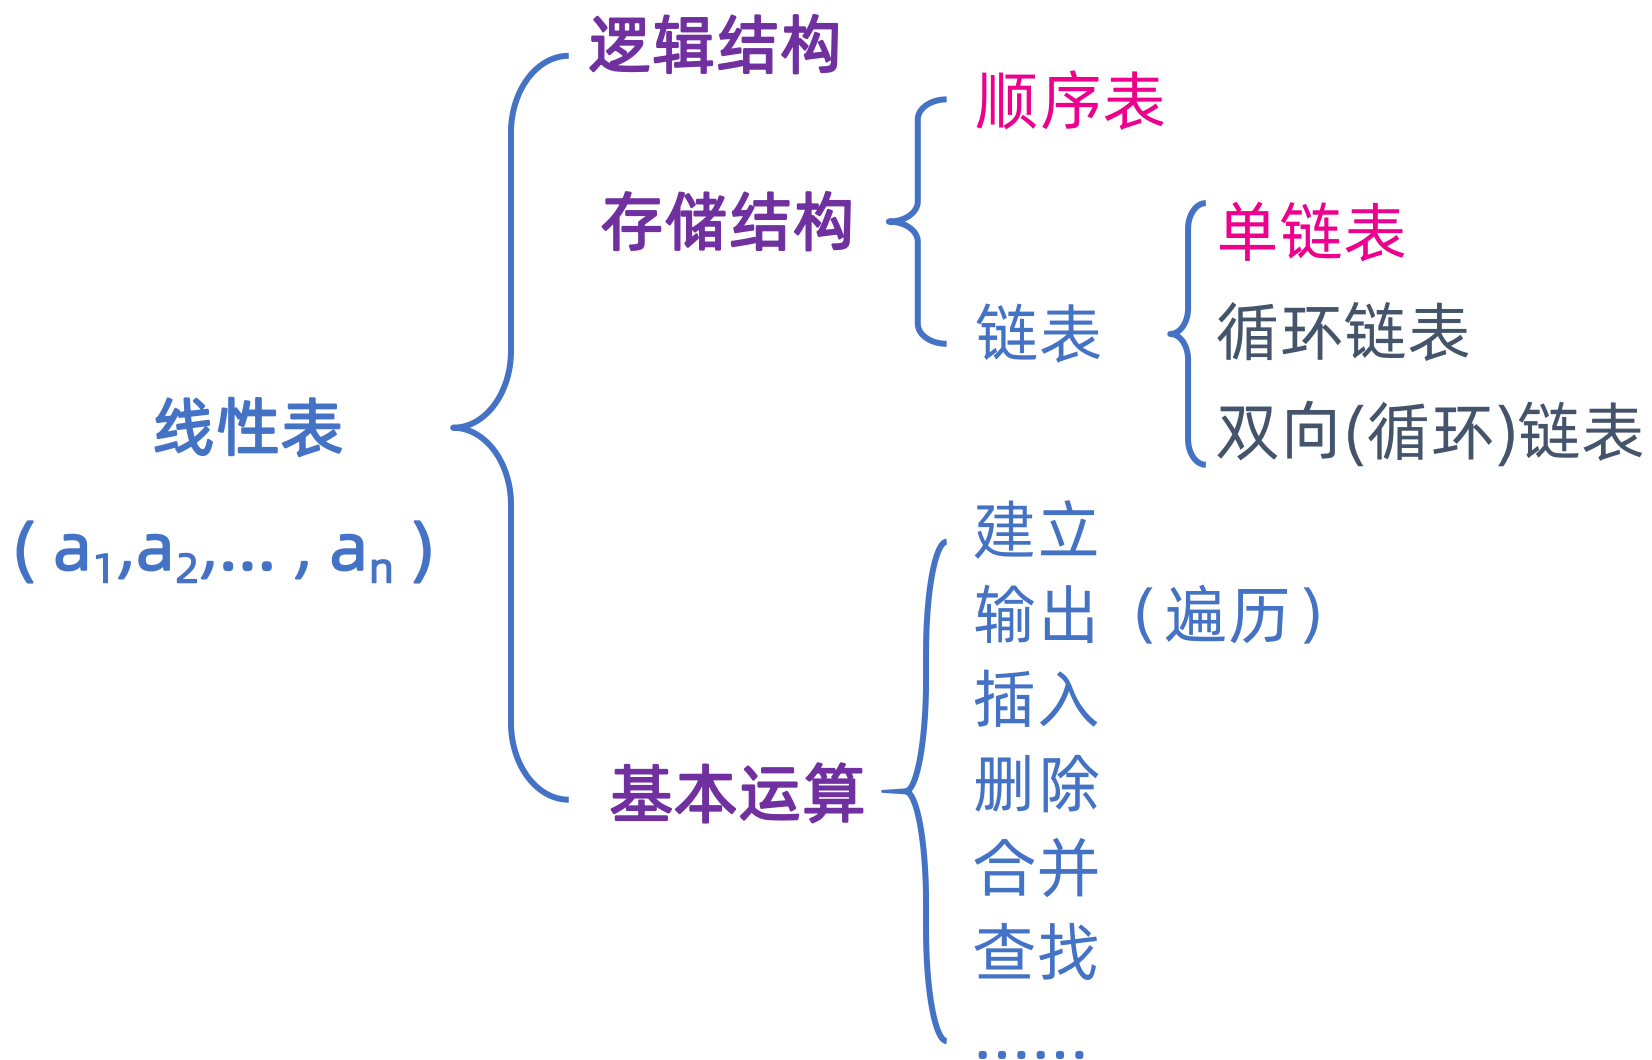 逻辑结构
顺序表
存储结构
单链表
链表
循环链表
双向(循环)链表
线性表
( a₁,a₂,... , aₙ )
建立
输出（遍历）
插入
删除
基本运算
合并
查找
......